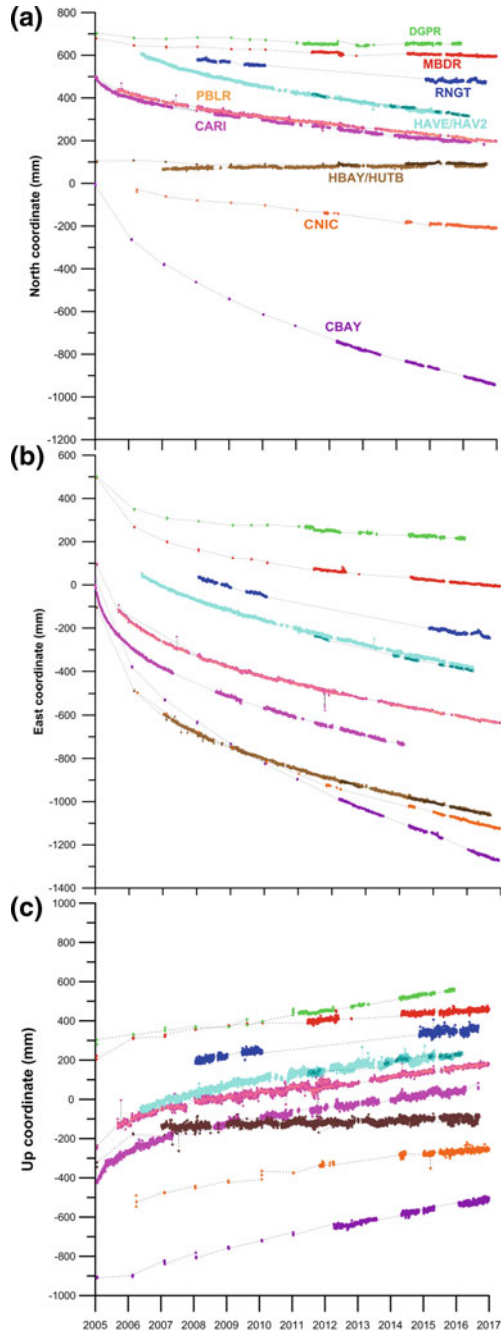 (a)
800
600
400
200
0
-200
-400
-600
-800
-1000
-1200
North coordinate (mm)
DGPR
MBDR
RNGT
PBLR
HAVE/HAV2
CARI
HBAY/HUTB
CNIC
CBAY
(b)
600
400
200
0
-200
-400
-600
-800
-1000
-1200
-1400
East coordinate (mm)
(c)
1000
800
600
400
200
0
-200
-400
-600
-800
-1000
Up coordinate (mm)
2005 2006 2007 2008 2009 2010 2011 2012 2013 2014 2015 2016 2017